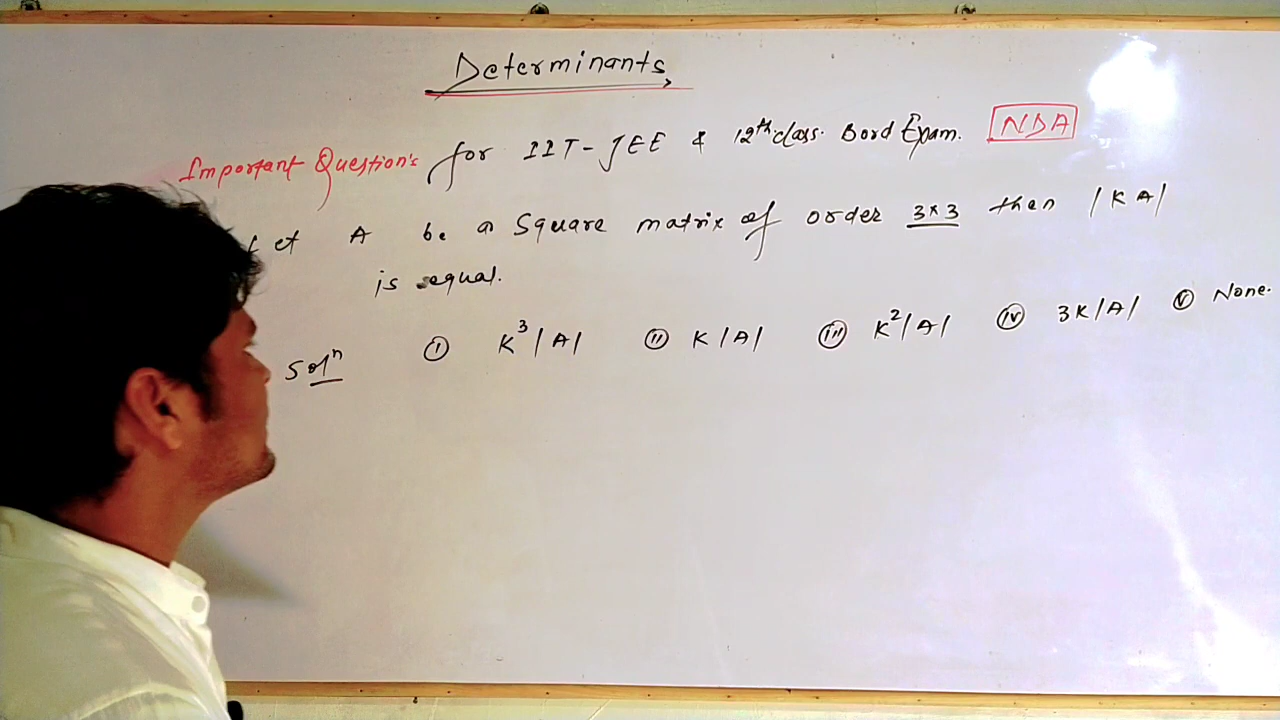 Determinants
Important Question's for IIT-JEE & 12th class. Bord Exam. NDA
Let A be a Square matrix of order 3×3 then |KA|
is equal.
Solⁿ (i) K³|A| (ii) K|A| (iii) K²|A| (iv) 3K|A| (v) None.